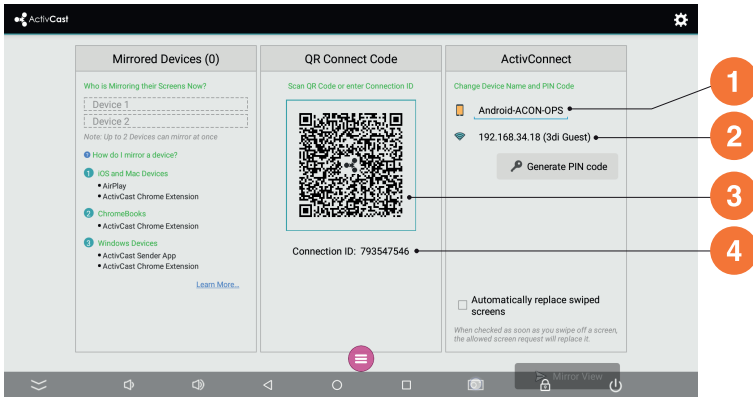 ActivCast
Mirrored Devices (0)
Who is Mirroring their Screens Now?
Device 1
Device 2
Note: Up to 2 Devices can mirror at once
? How do I mirror a device?
1 iOS and Mac Devices
• AirPlay
• ActivCast Chrome Extension
2 ChromeBooks
• ActivCast Chrome Extension
3 Windows Devices
• ActivCast Sender App
• ActivCast Chrome Extension
Learn More...
QR Connect Code
Scan QR Code or enter Connection ID
Connection ID: 793547546
ActivConnect
Change Device Name and PIN Code
Android-ACON-OPS
192.168.34.18 (3di Guest)
Generate PIN code
Automatically replace swiped
screens
When checked as soon as you swipe off a screen,
the allowed screen request will replace it.
Mirror View
1
2
3
4